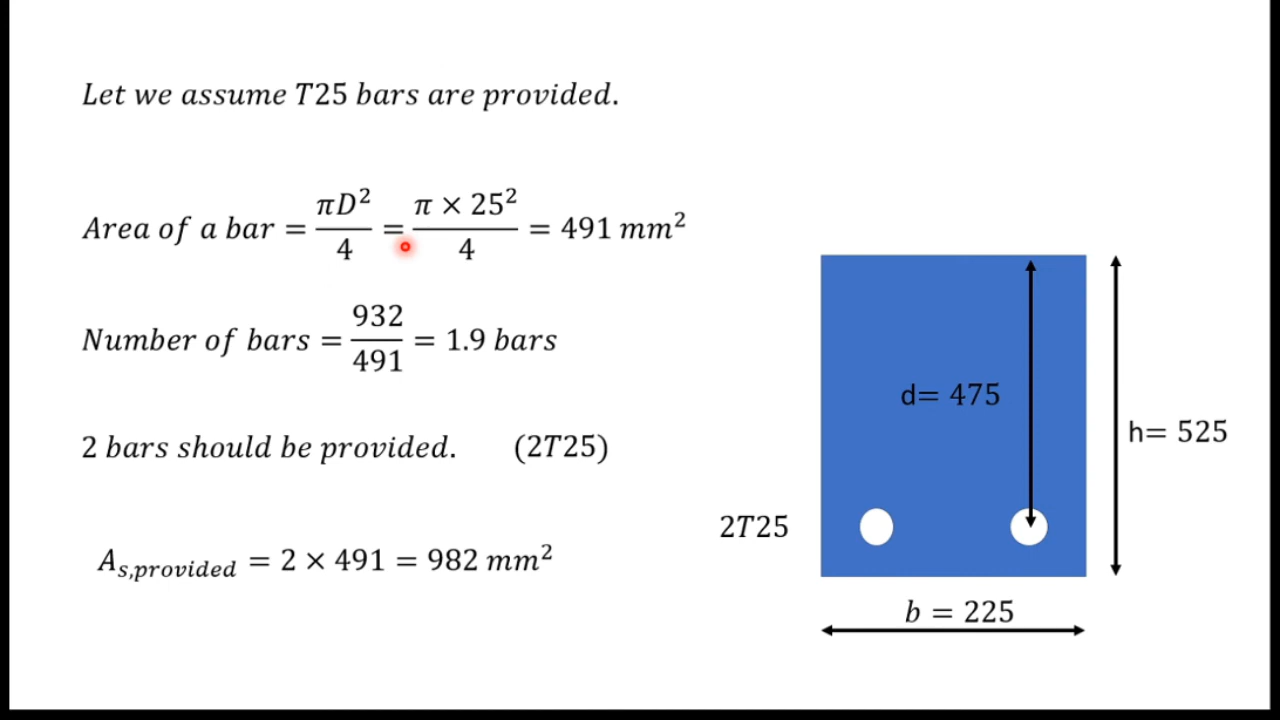 Let we assume T25 bars are provided.
Area of a bar = πD²/4 = π × 25²/4 = 491 mm²
Number of bars = 932/491 = 1.9 bars
2 bars should be provided. (2T25)
A_s,provided = 2 × 491 = 982 mm²
d= 475
h= 525
2T25
b = 225